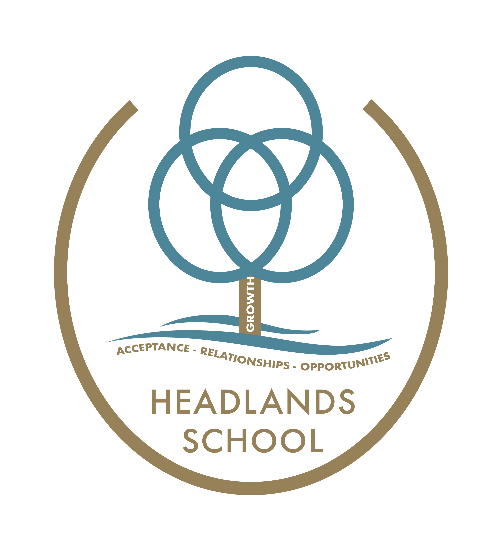 GROWTH
ACCEPTANCE - RELATIONSHIPS - OPPORTUNITIES
HEADLANDS
SCHOOL